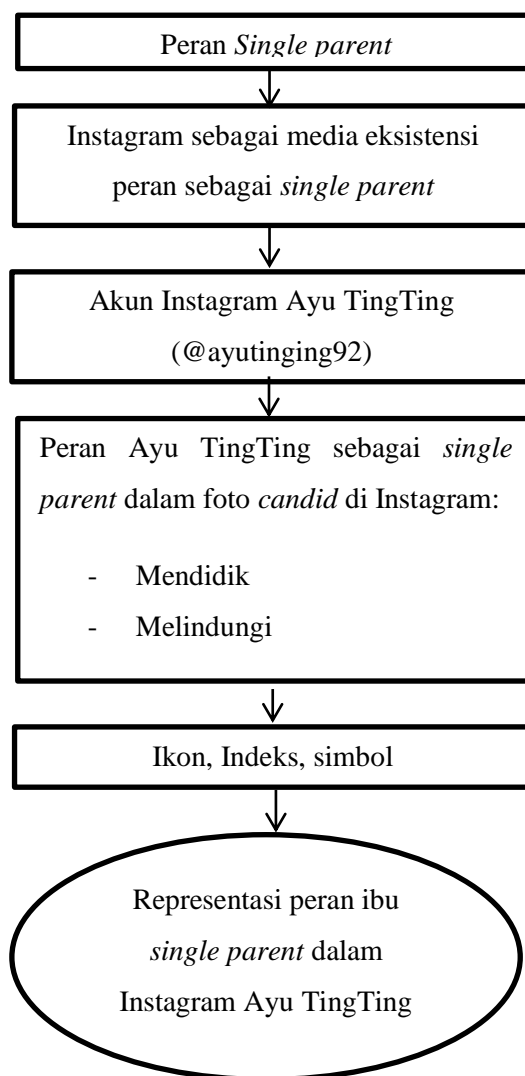 Peran Single parent
Instagram sebagai media eksistensi
peran sebagai single parent
Akun Instagram Ayu TingTing
(@ayutinging92)
Peran Ayu TingTing sebagai single
parent dalam foto candid di Instagram:
- Mendidik
- Melindungi
Ikon, Indeks, simbol
Representasi peran ibu
single parent dalam
Instagram Ayu TingTing